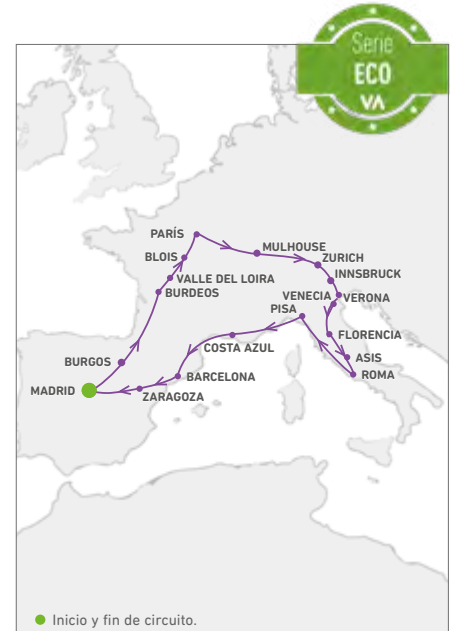 Serie
ECO
VA
PARÍS
MULHOUSE
BLOIS
ZURICH
INNSBRUCK
VALLE DEL LOIRA
BURDEOS
VENECIA
VERONA
PISA
FLORENCIA
COSTA AZUL
ASIS
BURGOS
ROMA
BARCELONA
MADRID
ZARAGOZA
Inicio y fin de circuito.